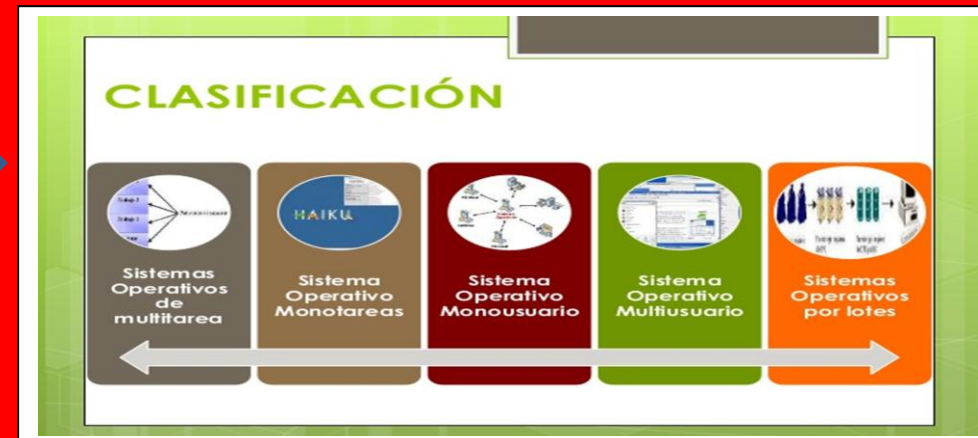 CLASIFICACIÓN
HAIKU
Sistemas
Operativos
de
multitarea
Sistema
Operativo
Monotareas
Sistema
Operativo
Monousuario
Sistema
Operativo
Multiusuario
Sistemas
Operativos
por lotes